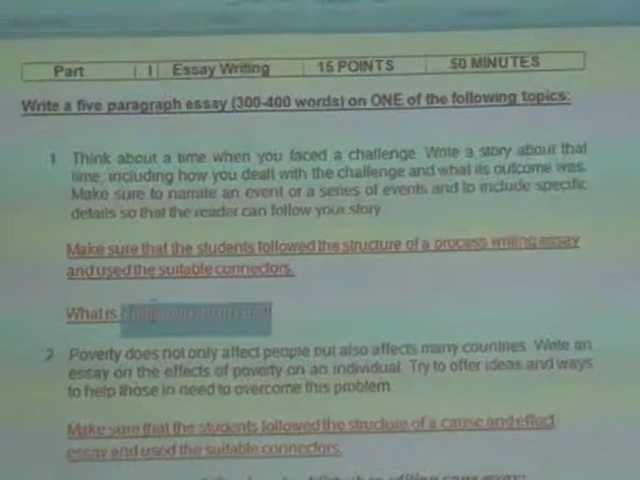 Part I Essay Writing 15 POINTS 50 MINUTES
Write a five paragraph essay (300-400 words) on ONE of the following topics:
1 Think about a time when you faced a challenge. Write a story about that
time, including how you dealt with the challenge and what its outcome was.
Make sure to narrate an event or a series of events and to include specific
details so that the reader can follow your story
Make sure that the students followed the structure of a process writing essay
and used the suitable connectors.
What is
2 Poverty does not only affect people but also affects many countries. Write an
essay on the effects of poverty on an individual. Try to offer ideas and ways
to help those in need to overcome this problem
Make sure that the students followed the structure of a cause and effect
essay and used the suitable connectors.